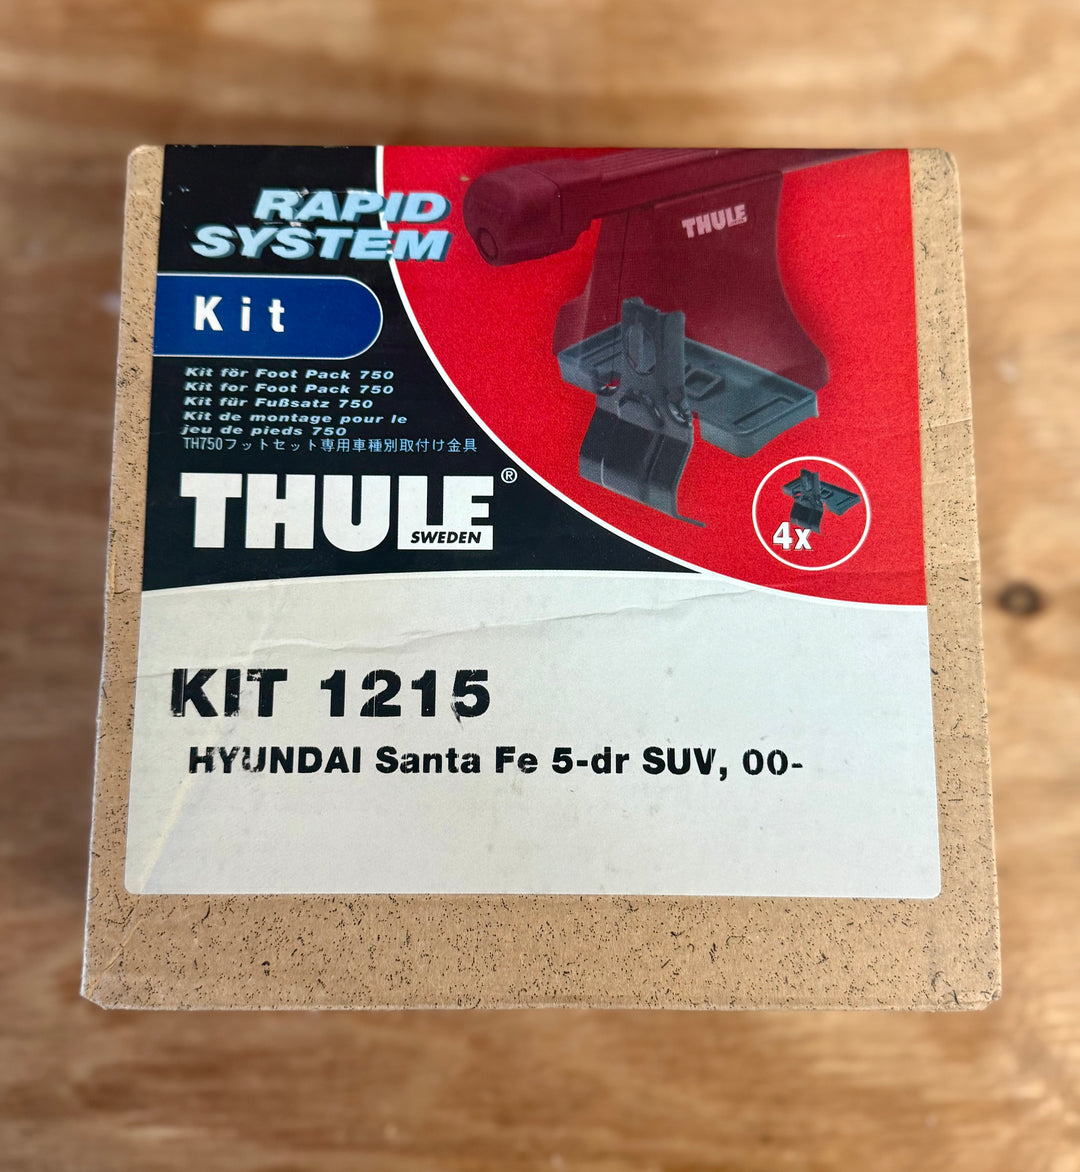 RAPID
SYSTEM
Kit
Kit för Foot Pack 750
Kit for Foot Pack 750
Kit für Fußsatz 750
Kit de montage pour le
jeu de pieds 750
TH750フットセット専用車種別取付け金具
THULE®
SWEDEN
THULE
4x
KIT 1215
HYUNDAI Santa Fe 5-dr SUV, 00-